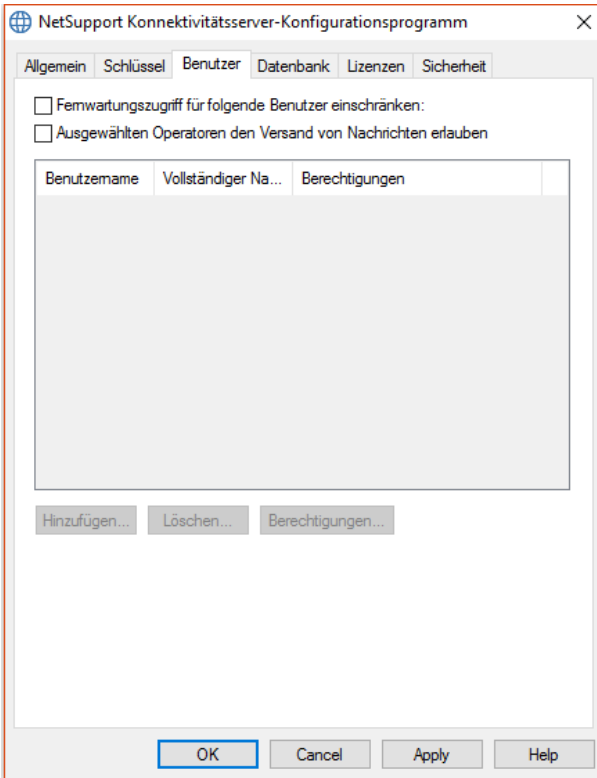 NetSupport Konnektivitätsserver-Konfigurationsprogramm
Allgemein Schlüssel Benutzer Datenbank Lizenzen Sicherheit
Fernwartungszugriff für folgende Benutzer einschränken:
Ausgewählten Operatoren den Versand von Nachrichten erlauben
Benutzername Vollständiger Na... Berechtigungen
Hinzufügen... Löschen... Berechtigungen...
OK Cancel Apply Help